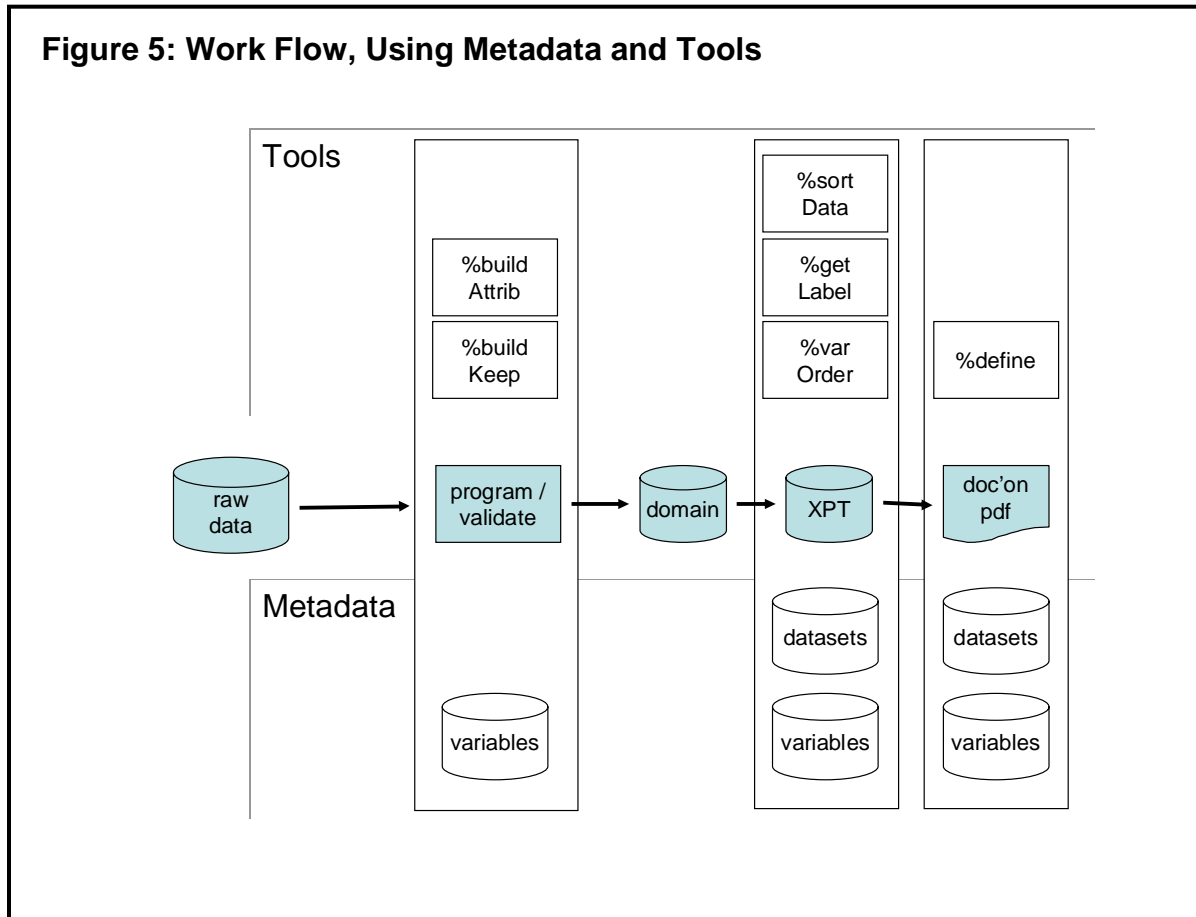 Figure 5: Work Flow, Using Metadata and Tools
Tools
%build
Attrib
%build
Keep
%sort
Data
%get
Label
%var
Order
%define
raw
data
program /
validate
domain
XPT
doc’on
pdf
Metadata
variables
datasets
variables
datasets
variables